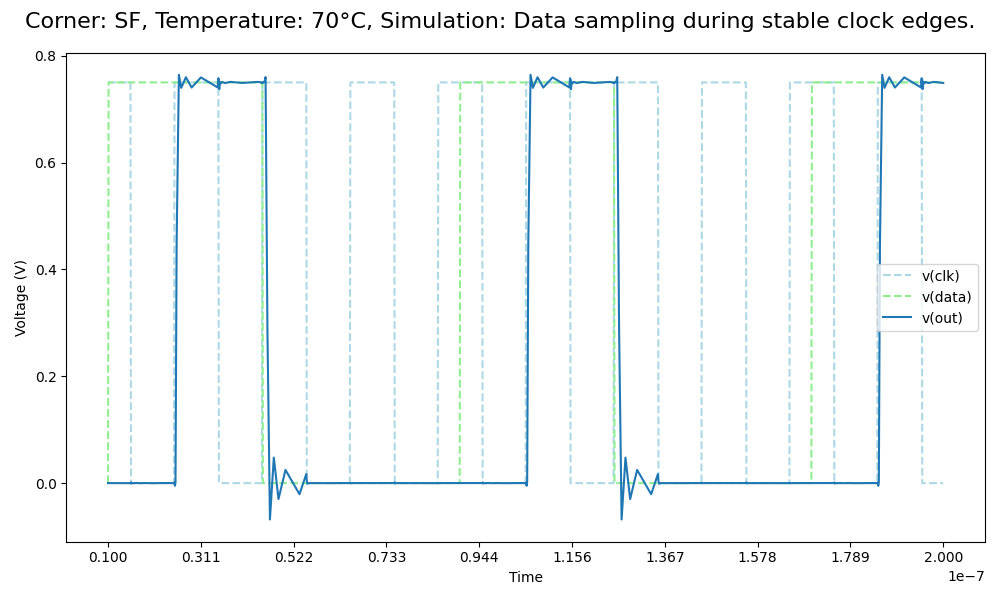 Corner: SF, Temperature: 70°C, Simulation: Data sampling during stable clock edges.
0.8
0.6
0.4
0.2
0.0
Voltage (V)
v(clk)
v(data)
v(out)
0.100 0.311 0.522 0.733 0.944 1.156 1.367 1.578 1.789 2.000
1e−7
Time